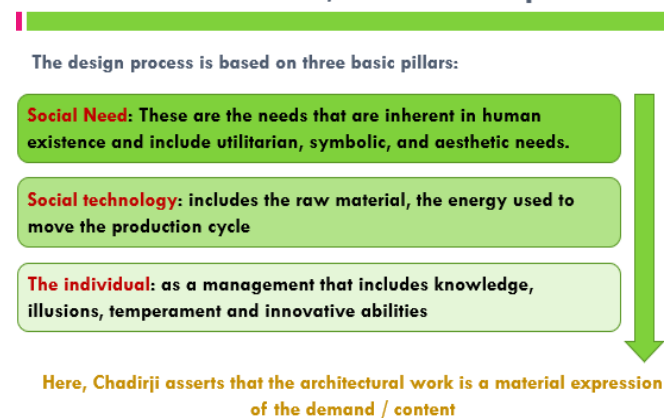 The design process is based on three basic pillars:
Social Need: These are the needs that are inherent in human
existence and include utilitarian, symbolic, and aesthetic needs.
Social technology: includes the raw material, the energy used to
move the production cycle
The individual: as a management that includes knowledge,
illusions, temperament and innovative abilities
Here, Chadirji asserts that the architectural work is a material expression
of the demand / content